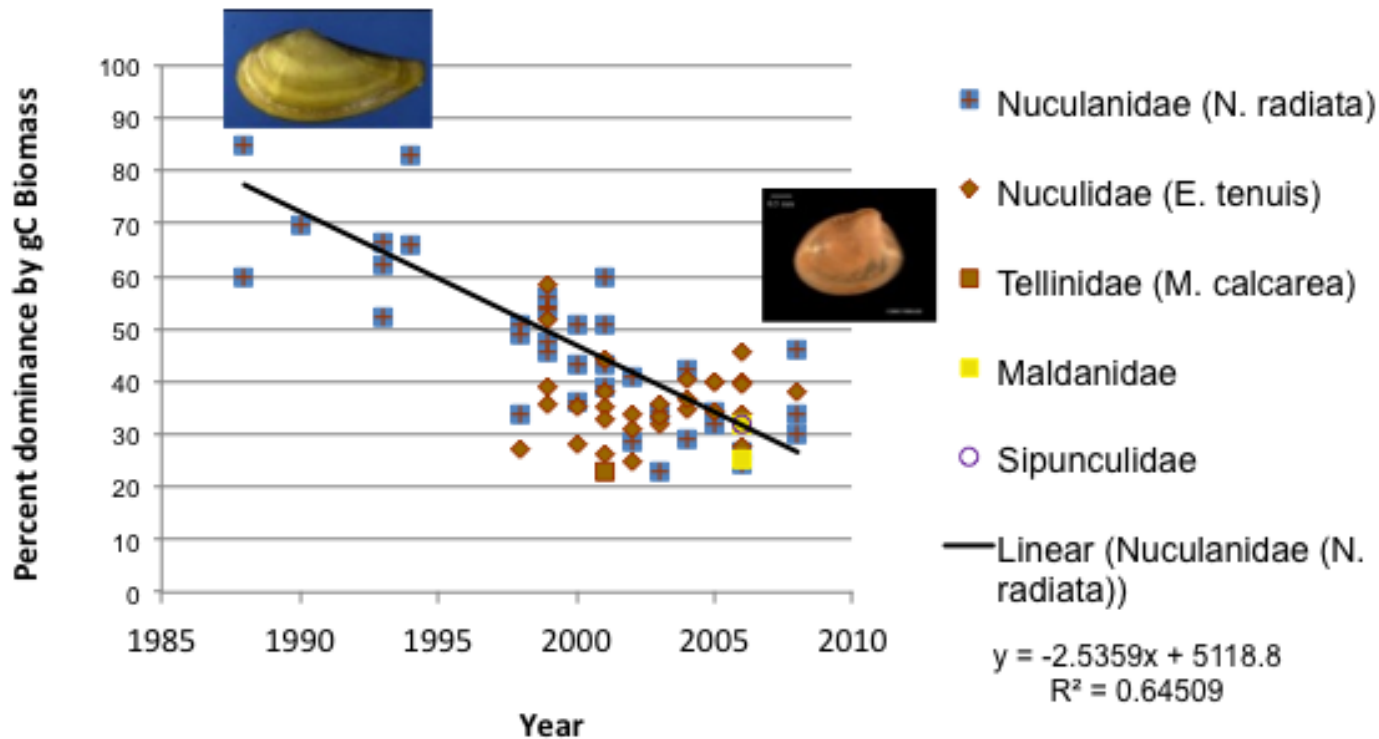 Percent dominance by gC Biomass
100
90
80
70
60
50
40
30
20
10
0
1985 1990 1995 2000 2005 2010
Year
Nuculanidae (N. radiata)
Nuculidae (E. tenuis)
Tellinidae (M. calcarea)
Maldanidae
Sipunculidae
Linear (Nuculanidae (N.
radiata))
y = -2.5359x + 5118.8
R² = 0.64509